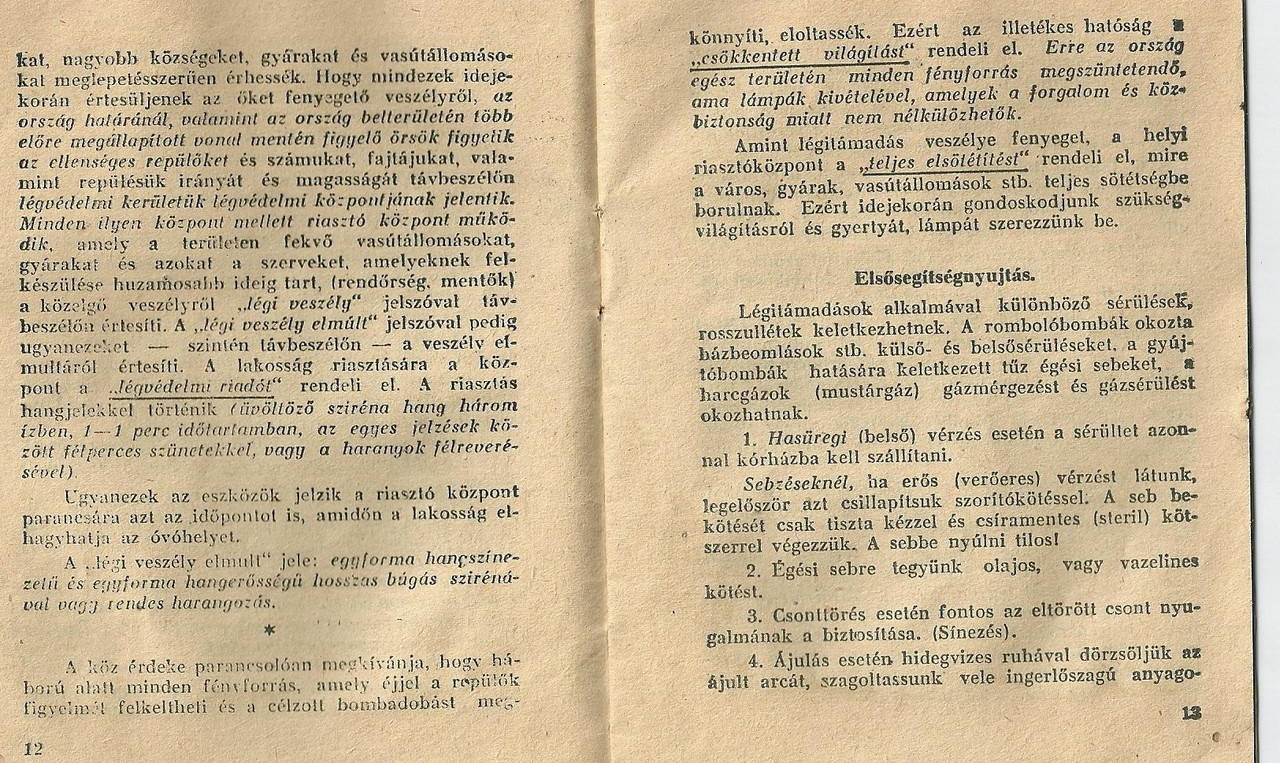 kat, nagyobb községeket, gyárakat és vasútállomáso-
kat meglepetésszerűen érhessék. Hogy mindezek ideje-
korán értesüljenek az őket fenyegető veszélyről, az
ország határánál, valamint az ország belterületén több
előre megállapított vonal mentén figyelő őrsök figyelik
az ellenséges repülőket és számukat, fajtájukat, vala-
mint repülésük irányát és magasságát távbeszélőn
légvédelmi kerületük légvédelmi központjának jelentik.
Minden ilyen központ mellett riasztó központ műkö-
dik, amely a területen fekvő vasútállomásokat,
gyárakat és azokat a szerveket, amelyeknek fel-
készülése huzamosabb ideig tart, (rendőrség, mentők)
a közelgő veszélyről „légi veszély“ jelszóval táv-
beszélőn értesíti. A „légi veszély elmúlt“ jelszóval pedig
ugyanezeket — szintén távbeszélőn — a veszély el-
multáról értesíti. A lakosság riasztására a köz-
pont a „légvédelmi riadót“ rendeli el. A riasztás
hangjelekkel történik (üvöltöző sziréna hang három
ízben, 1—1 perc időtartamban, az egyes jelzések kö-
zött félperces szünetekkel, vagy a harangok félreveré-
sével).
Ugyanezek az eszközök jelzik a riasztó központ
parancsára azt az időpontot is, amidőn a lakosság el-
hagyhatja az óvóhelyet.
A „légi veszély elmult“ jele: egyforma hangszíne-
zetű és egyforma hangerősségű hosszas búgás sziréná-
val vagy rendes harangozás.
*
A köz érdeke parancsolóan megkívánja, hogy há-
ború alatt minden fényforrás, amely éjjel a repülők
figyelmét felkeltheti és a célzott bombadobást meg-
12
könnyíti, eloltassék. Ezért az illetékes hatóság a
„csökkentett világítást“ rendeli el. Erre az ország
egész területén minden fényforrás megszüntetendő,
ama lámpák kivételével, amelyek a forgalom és köz-
biztonság miatt nem nélkülözhetők.
Amint légitámadás veszélye fenyeget, a helyi
riasztóközpont a „teljes elsötétítést“ rendeli el, mire
a város, gyárak, vasútállomások stb. teljes sötétségbe
borulnak. Ezért idejekorán gondoskodjunk szükség-
világításról és gyertyát, lámpát szerezzünk be.
Elsősegítségnyujtás.
Légitámadások alkalmával különböző sérülések,
rosszullétek keletkezhetnek. A rombolóbombák okozta
házbeomlások stb. külső- és belsősérüléseket, a gyúj-
tóbombák hatására keletkezett tűz égési sebeket, a
harcgázok (mustárgáz) gázmérgezést és gázsérülést
okozhatnak.
1. Hasüregi (belső) vérzés esetén a sérültet azon-
nal kórházba kell szállítani.
Sebzéseknél, ha erős (verőeres) vérzést látunk,
legelőször azt csillapítsuk szorítókötéssel. A seb be-
kötését csak tiszta kézzel és csíramentes (steril) köt-
szerrel végezzük. A sebbe nyúlni tilos!
2. Égési sebre tegyünk olajos, vagy vazelines
kötést.
3. Csonttörés esetén fontos az eltörött csont nyu-
galmának a biztosítása. (Sínezés).
4. Ájulás esetén hidegvizes ruhával dörzsöljük az
ájult arcát, szagoltassunk vele ingerlőszagú anyago-
13